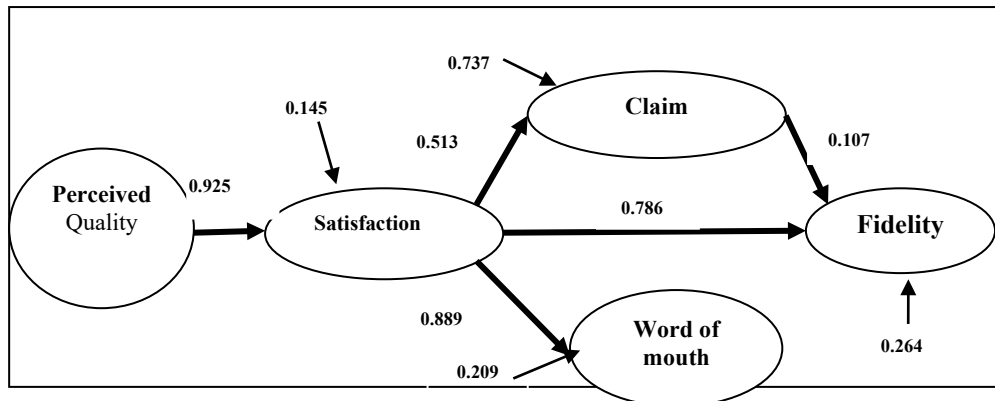 0.737
Claim
0.145
0.513
0.107
Perceived
Quality
0.925
Satisfaction
0.786
Fidelity
0.889
Word of
mouth
0.209
0.264